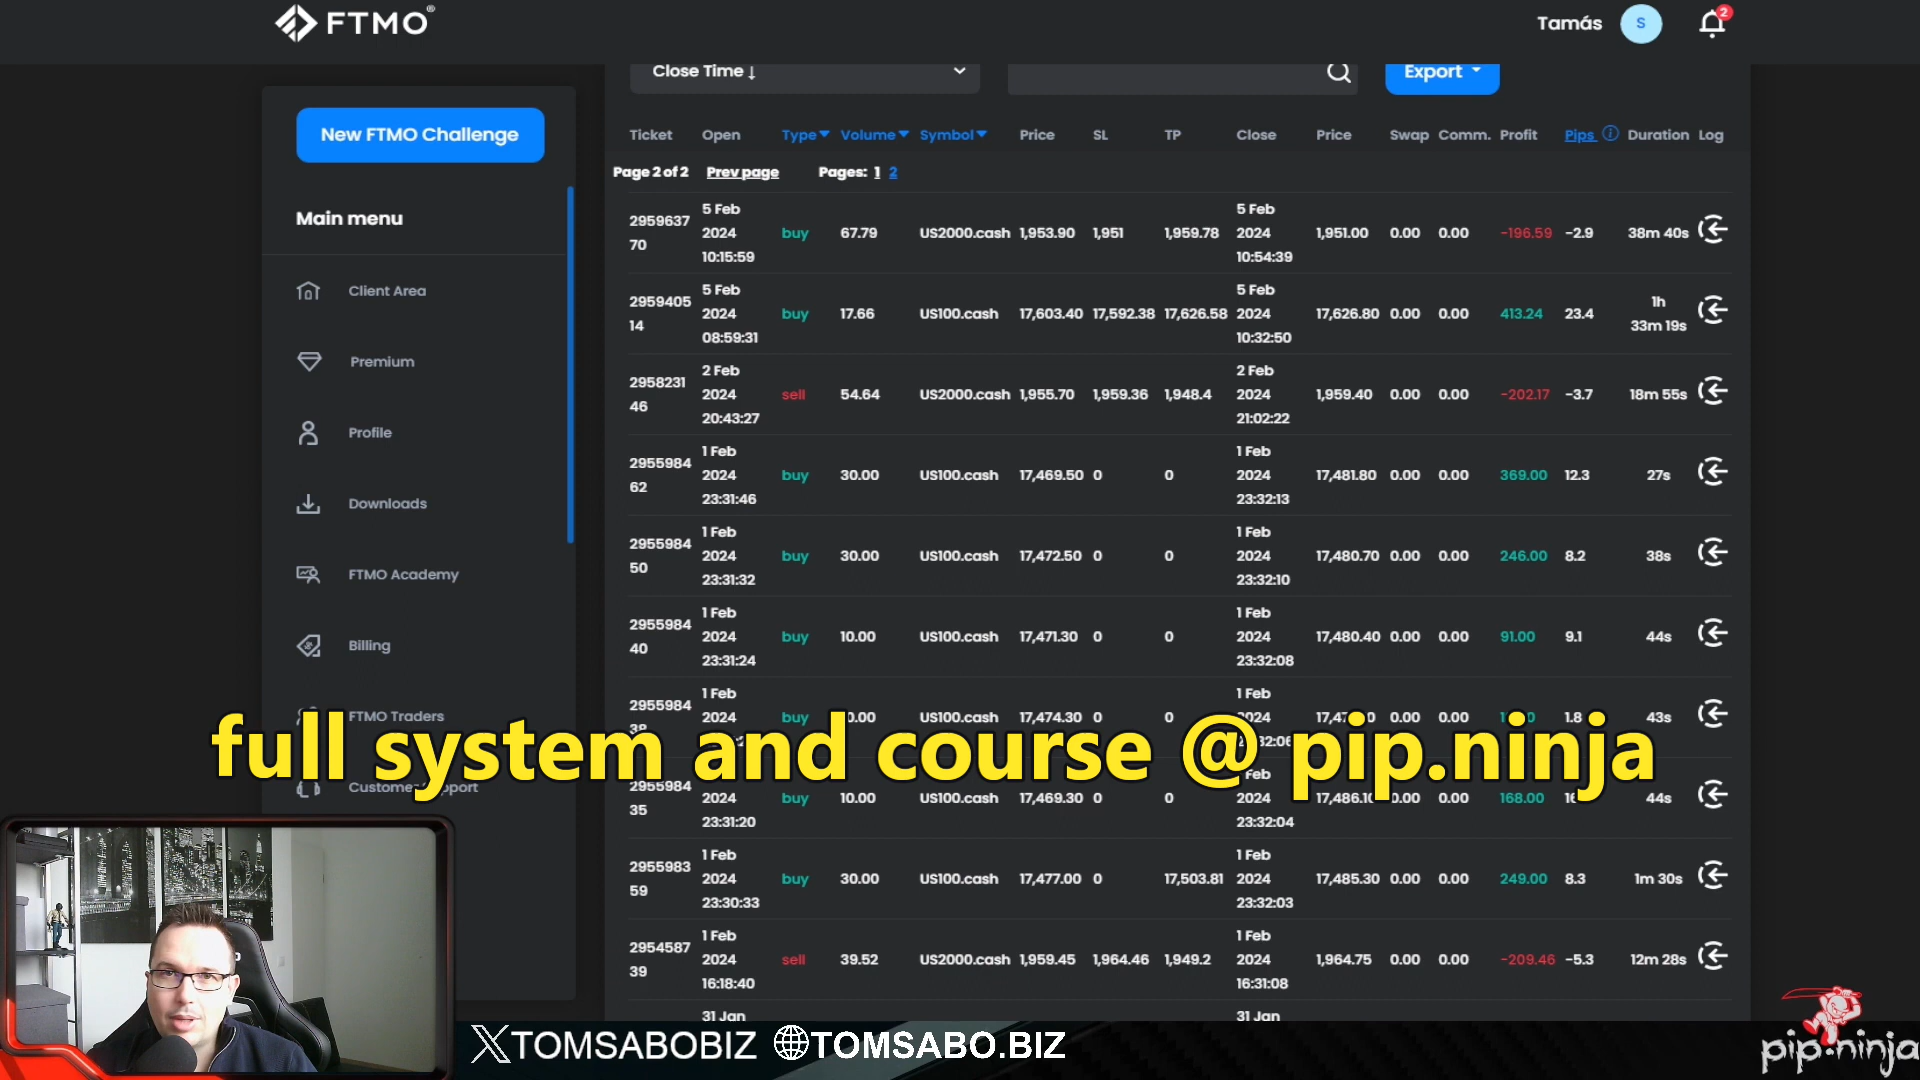 FTMO®
Tamás S 2
Close Time ↓
Export
New FTMO Challenge
Main menu
Client Area
Premium
Profile
Downloads
FTMO Academy
Billing
FTMO Traders
Customer
Ticket Open Type Volume Symbol Price SL TP Close Price Swap Comm. Profit Pips Duration Log
Page 2 of 2 Prev page Pages: 1 2
295963770 5 Feb 2024 10:15:59 buy 67.79 US2000.cash 1,953.90 1,951 1,959.78 5 Feb 2024 10:54:39 1,951.00 0.00 0.00 -196.59 -2.9 38m 40s
295940514 5 Feb 2024 08:59:31 buy 17.66 US100.cash 17,603.40 17,592.38 17,626.58 5 Feb 2024 10:32:50 17,626.80 0.00 0.00 413.24 23.4 1h 33m 19s
295823146 2 Feb 2024 20:43:27 sell 54.64 US2000.cash 1,955.70 1,959.36 1,948.4 2 Feb 2024 21:02:22 1,959.40 0.00 0.00 -202.17 -3.7 18m 55s
295598462 1 Feb 2024 23:31:46 buy 30.00 US100.cash 17,469.50 0 0 1 Feb 2024 23:32:13 17,481.80 0.00 0.00 369.00 12.3 27s
295598450 1 Feb 2024 23:31:32 buy 30.00 US100.cash 17,472.50 0 0 1 Feb 2024 23:32:10 17,480.70 0.00 0.00 246.00 8.2 38s
295598440 1 Feb 2024 23:31:24 buy 10.00 US100.cash 17,471.30 0 0 1 Feb 2024 23:32:08 17,480.40 0.00 0.00 91.00 9.1 44s
2955984 1 Feb 2024 buy US100.cash 17,474.30 0 0 1 Feb 0.00 0.00 1.8 43s
full system and course @ pip.ninja
295598435 2024 23:31:20 buy 10.00 US100.cash 17,469.30 0 0 Feb 2024 23:32:04 0.00 0.00 168.00 44s
295598359 1 Feb 2024 23:30:33 buy 30.00 US100.cash 17,477.00 0 17,503.81 1 Feb 2024 23:32:03 17,485.30 0.00 0.00 249.00 8.3 1m 30s
295458739 1 Feb 2024 16:18:40 sell 39.52 US2000.cash 1,959.45 1,964.46 1,949.2 1 Feb 2024 16:31:08 1,964.75 0.00 0.00 -209.46 -5.3 12m 28s
31 Jan 31 Jan
XTOMSABOBIZ TOMSABO.BIZ
pip.ninja